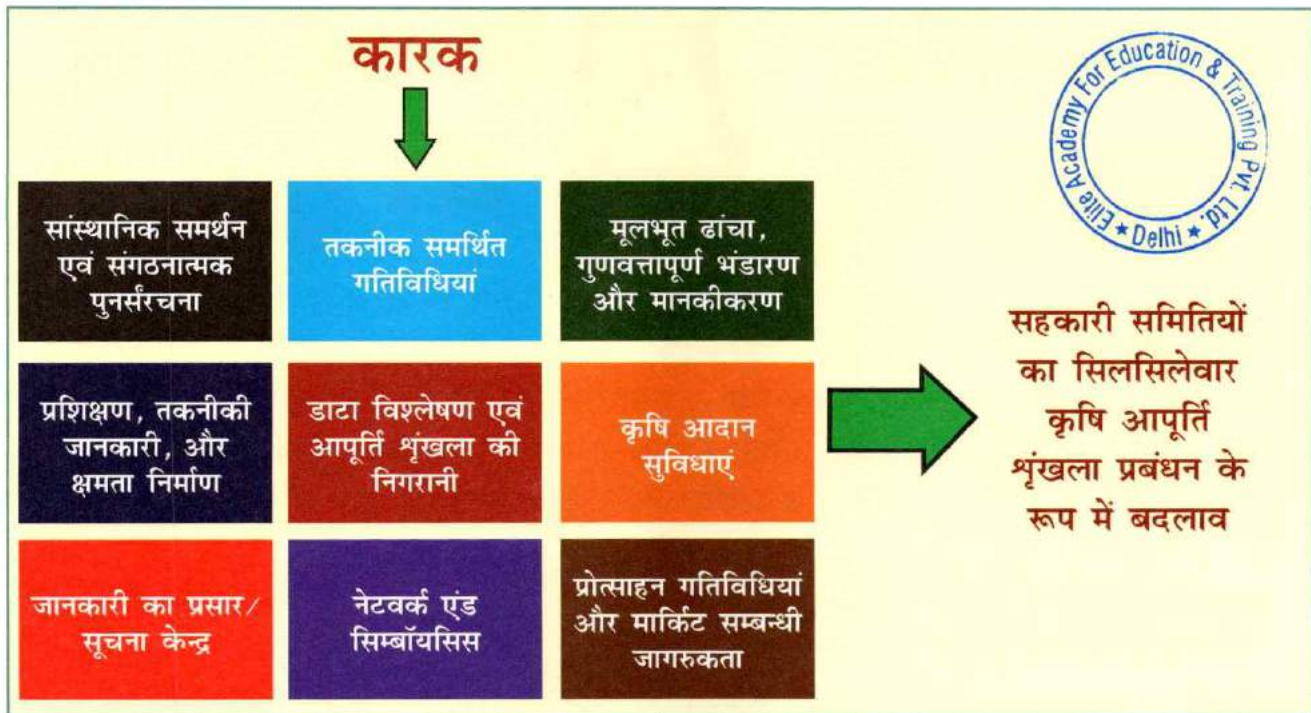 कारक
सांस्थानिक समर्थन
एवं संगठनात्मक
पुनर्संरचना
तकनीक समर्थित
गतिविधियां
मूलभूत ढांचा,
गुणवत्तापूर्ण भंडारण
और मानकीकरण
प्रशिक्षण, तकनीकी
जानकारी, और
क्षमता निर्माण
डाटा विश्लेषण एवं
आपूर्ति शृंखला की
निगरानी
कृषि आदान
सुविधाएं
जानकारी का प्रसार/
सूचना केन्द्र
नेटवर्क एंड
सिम्बॉयसिस
प्रोत्साहन गतिविधियां
और मार्किट सम्बन्धी
जागरुकता
Elite Academy For Education & Training Pvt. Ltd.
★ Delhi ★
सहकारी समितियों
का सिलसिलेवार
कृषि आपूर्ति
शृंखला प्रबंधन के
रूप में बदलाव